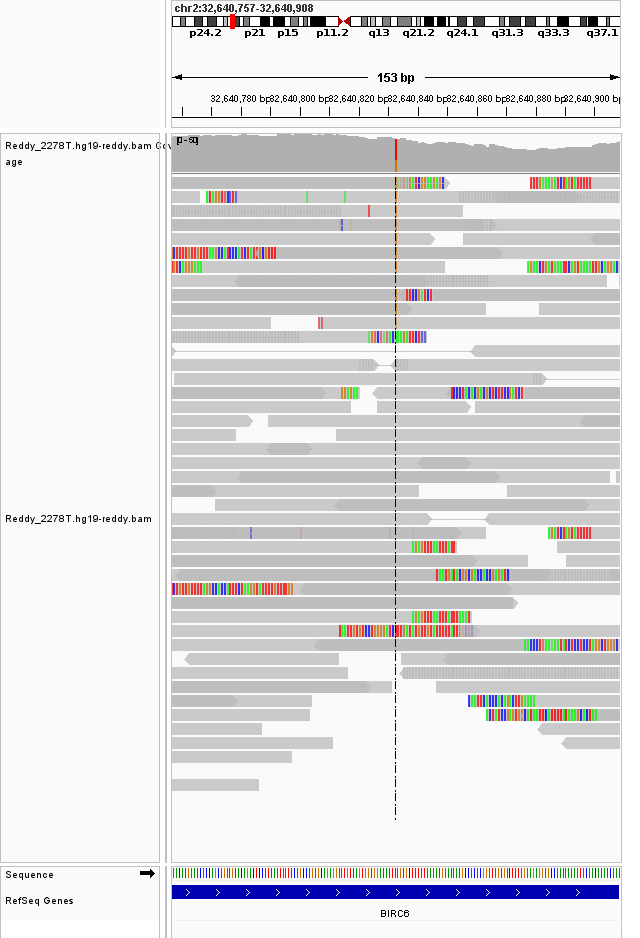 chr2:32,640,757-32,640,908
p24.2 p21 p15 p11.2 q13 q21.2 q24.1 q31.3 q33.3 q37.1
153 bp
32,640,780 bp 32,640,800 bp 32,640,820 bp 32,640,840 bp 32,640,860 bp 32,640,880 bp 32,640,900 bp
Reddy_2278T.hg19-reddy.bam Cov
age
Reddy_2278T.hg19-reddy.bam
Sequence
RefSeq Genes
BIRC6